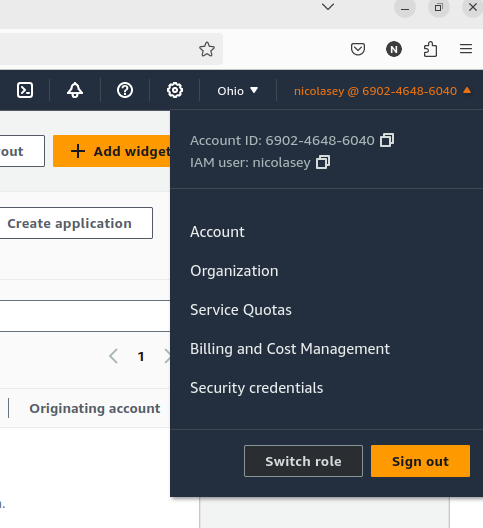 N
Ohio
nicolasey @ 6902-4648-6040
Account ID: 6902-4648-6040
IAM user: nicolasey
out
Add widget
Create application
Account
Organization
Service Quotas
1
Billing and Cost Management
Security credentials
Originating account
Switch role
Sign out